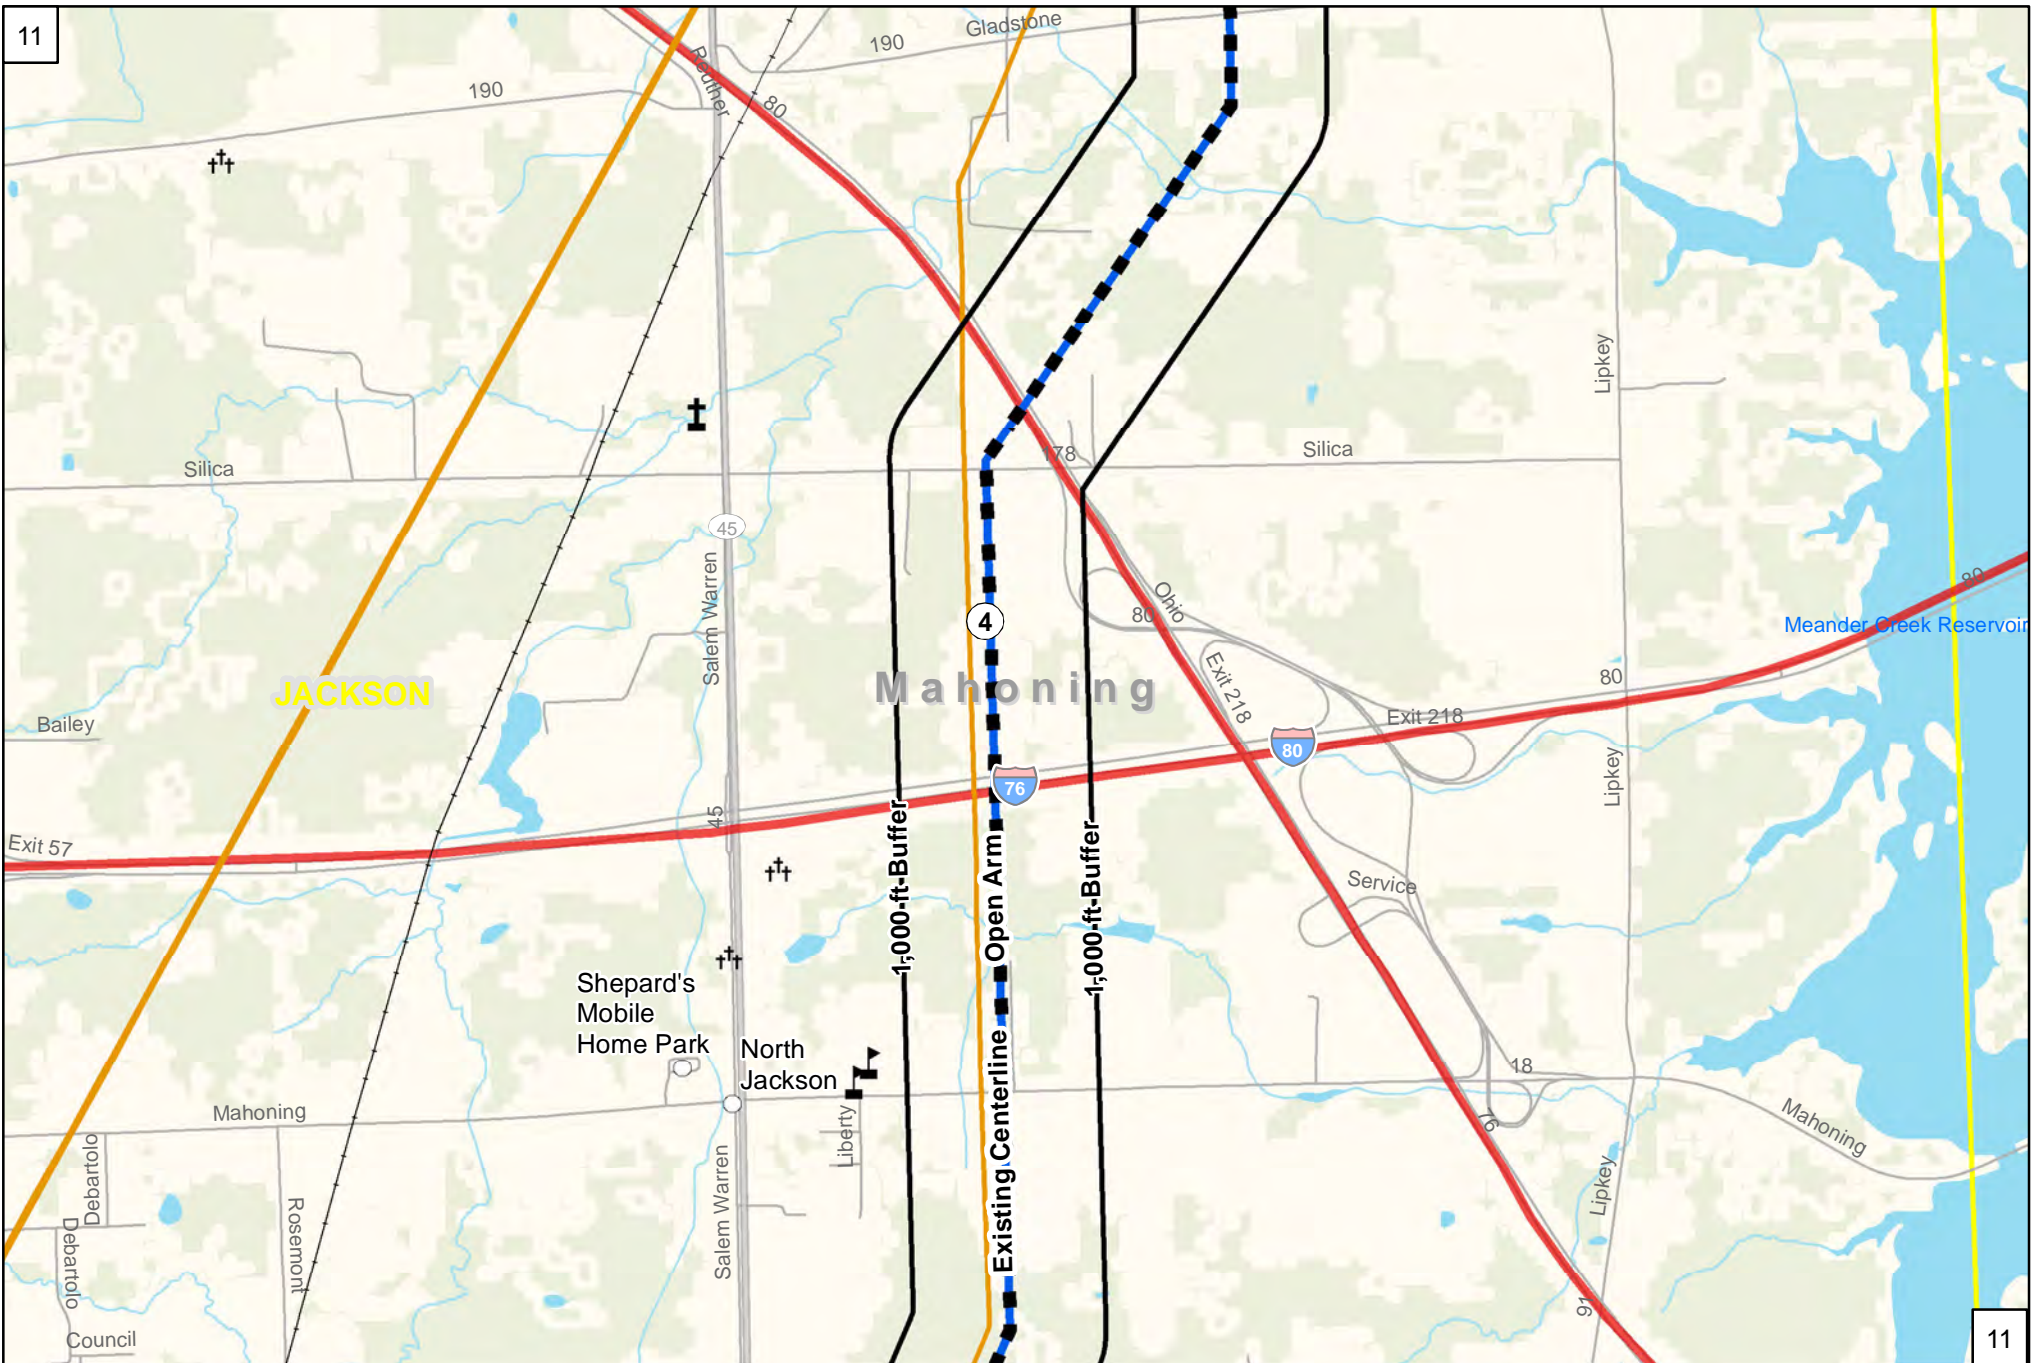 11
Gladstone
190
190
Reuther
80
Lipkey
Silica
178
Silica
45
Salem Warren
Ohio
80
4
Meander Creek Reservoir
80
Mahoning
Exit 218
80
JACKSON
Bailey
Exit 218
80
76
Lipkey
45
Exit 57
1,000-ft-Buffer
Open Arm
1,000-ft-Buffer
Service
Shepard's
Mobile
Home Park
North
Jackson
18
Mahoning
Liberty
Existing Centerline
76
Mahoning
Debartolo
Salem Warren
Lipkey
Rosemont
Debartolo
91
Council
11